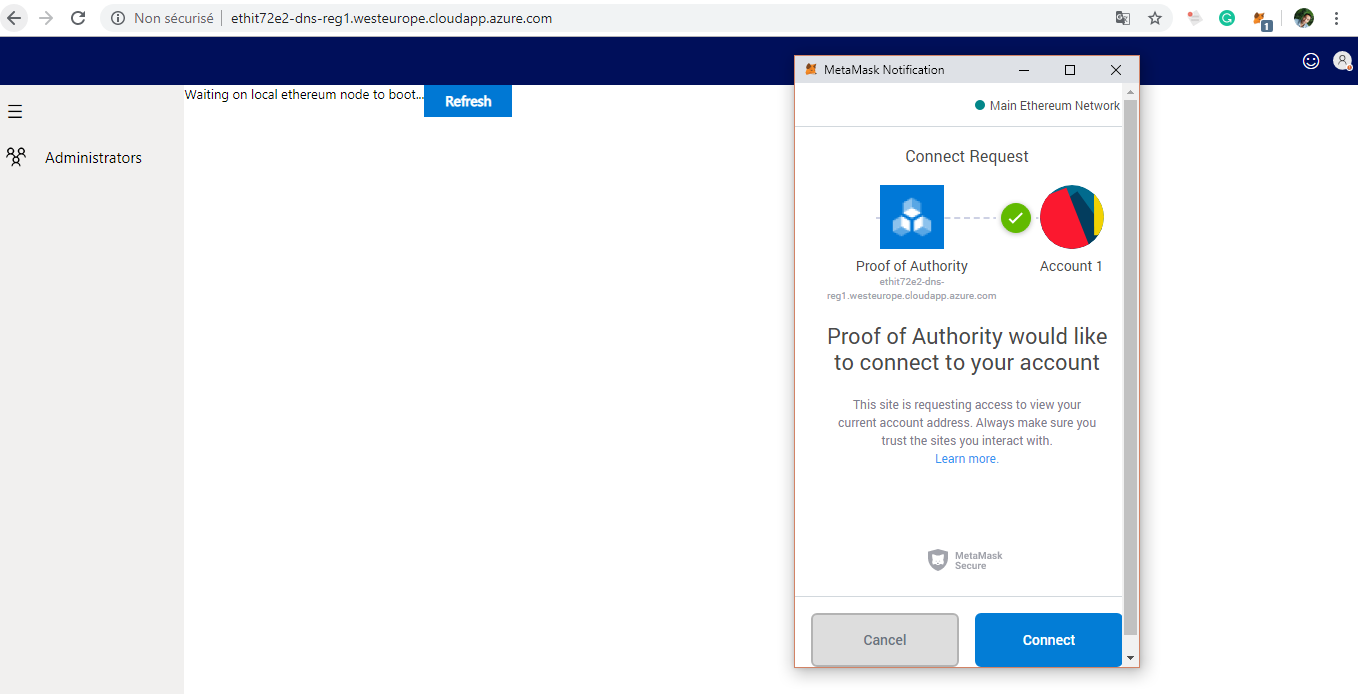 Non sécurisé
ethit72e2-dns-reg1.westeurope.cloudapp.azure.com
1
Waiting on local ethereum node to boot...
Refresh
Administrators
MetaMask Notification
Main Ethereum Network
Connect Request
Proof of Authority
ethit72e2-dns-
reg1.westeurope.cloudapp.azure.com
Account 1
Proof of Authority would like
to connect to your account
This site is requesting access to view your
current account address. Always make sure you
trust the sites you interact with.
Learn more.
MetaMask
Secure
Cancel
Connect